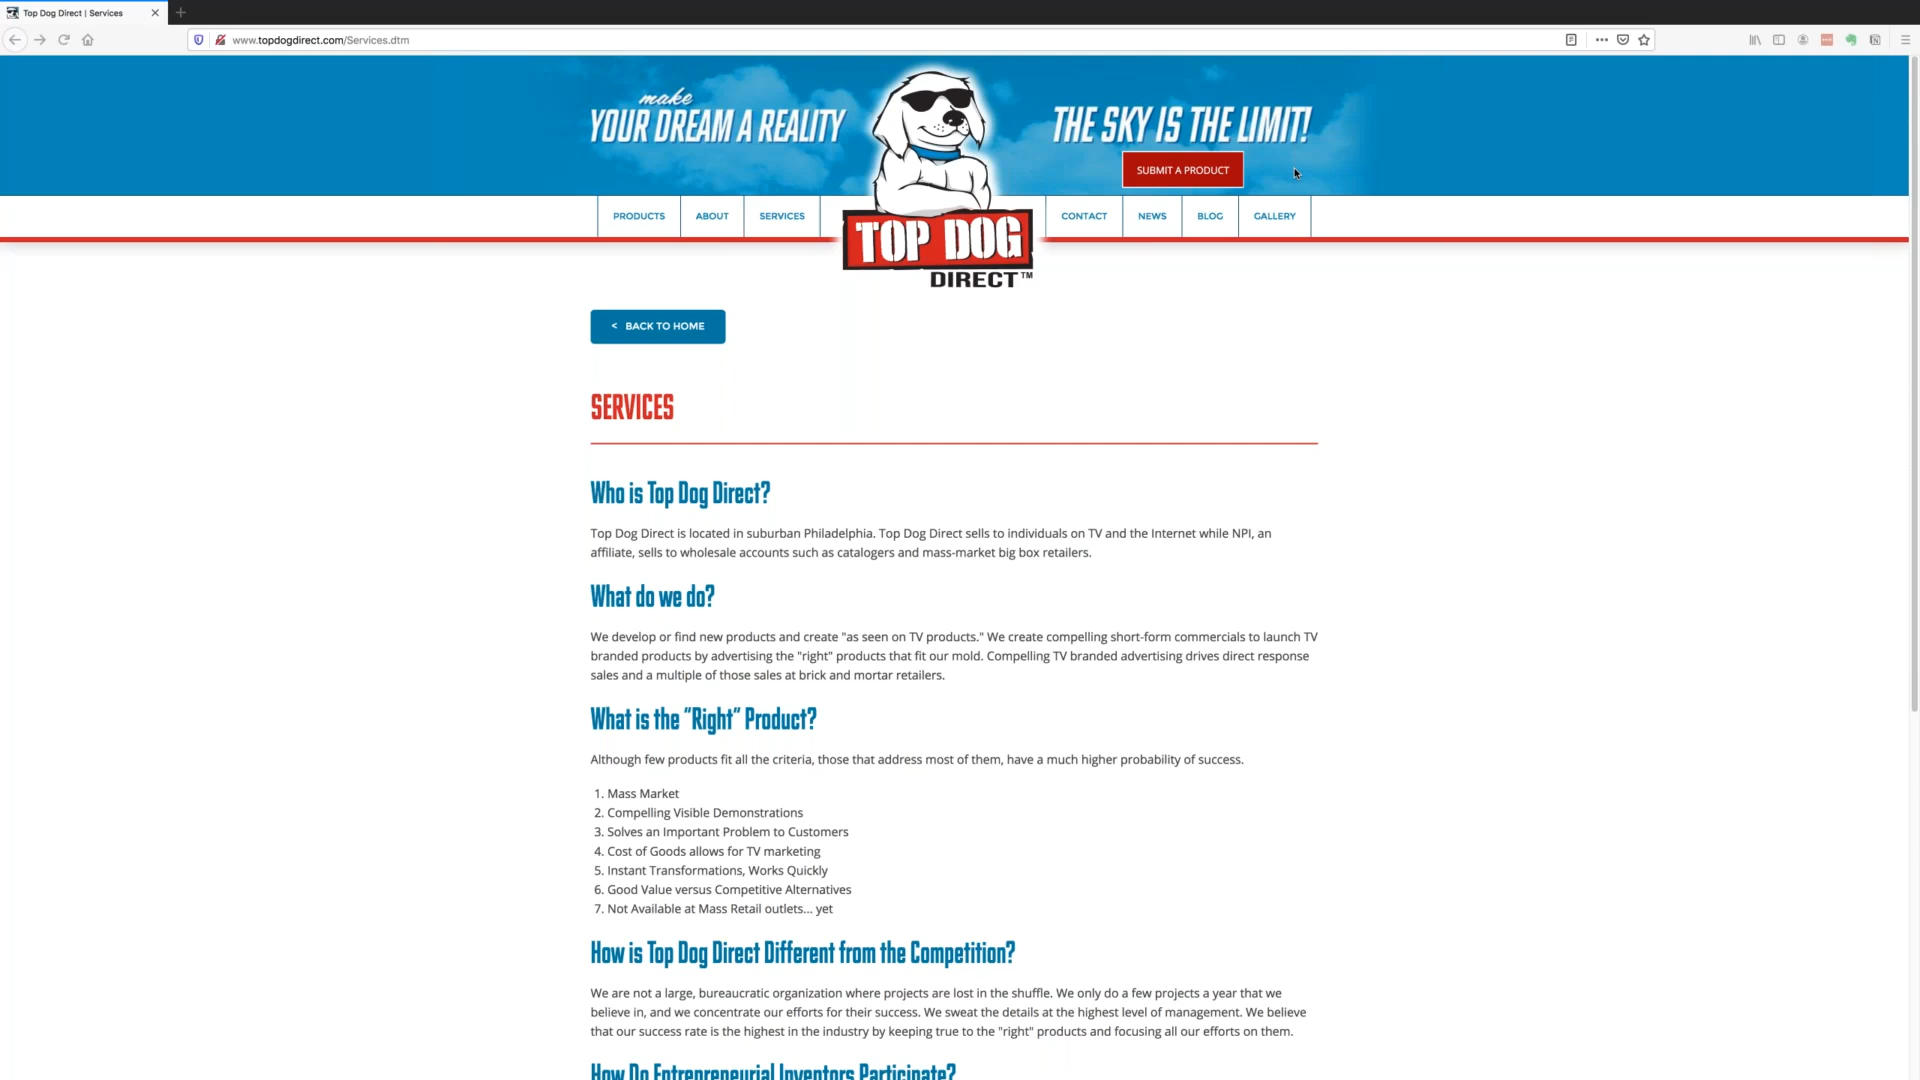 Top Dog Direct | Services
www.topdogdirect.com/Services.dtm
make
YOUR DREAM A REALITY
THE SKY IS THE LIMIT!
SUBMIT A PRODUCT
PRODUCTS
ABOUT
SERVICES
TOP DOG
DIRECT™
CONTACT
NEWS
BLOG
GALLERY
< BACK TO HOME
SERVICES
Who is Top Dog Direct?
Top Dog Direct is located in suburban Philadelphia. Top Dog Direct sells to individuals on TV and the Internet while NPI, an
affiliate, sells to wholesale accounts such as catalogers and mass-market big box retailers.
What do we do?
We develop or find new products and create "as seen on TV products." We create compelling short-form commercials to launch TV
branded products by advertising the "right" products that fit our mold. Compelling TV branded advertising drives direct response
sales and a multiple of those sales at brick and mortar retailers.
What is the "Right" Product?
Although few products fit all the criteria, those that address most of them, have a much higher probability of success.
1. Mass Market
2. Compelling Visible Demonstrations
3. Solves an Important Problem to Customers
4. Cost of Goods allows for TV marketing
5. Instant Transformations, Works Quickly
6. Good Value versus Competitive Alternatives
7. Not Available at Mass Retail outlets... yet
How is Top Dog Direct Different from the Competition?
We are not a large, bureaucratic organization where projects are lost in the shuffle. We only do a few projects a year that we
believe in, and we concentrate our efforts for their success. We sweat the details at the highest level of management. We believe
that our success rate is the highest in the industry by keeping true to the "right" products and focusing all our efforts on them.
How Do Entrepreneurial Inventors Participate?